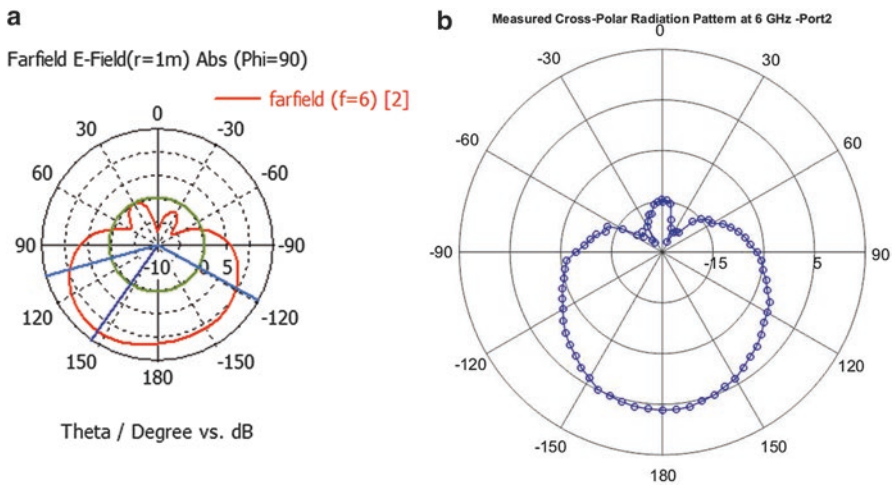 a
Farfield E-Field(r=1m) Abs (Phi=90)
farfield (f=6) [2]
0
30 -30
60 -60
90 -10 0 5 -90
120 -120
150 -150
180
Theta / Degree vs. dB
b
Measured Cross-Polar Radiation Pattern at 6 GHz -Port2
0
-30 30
-60 60
-90 -15 5 90
-120 120
-150 150
180